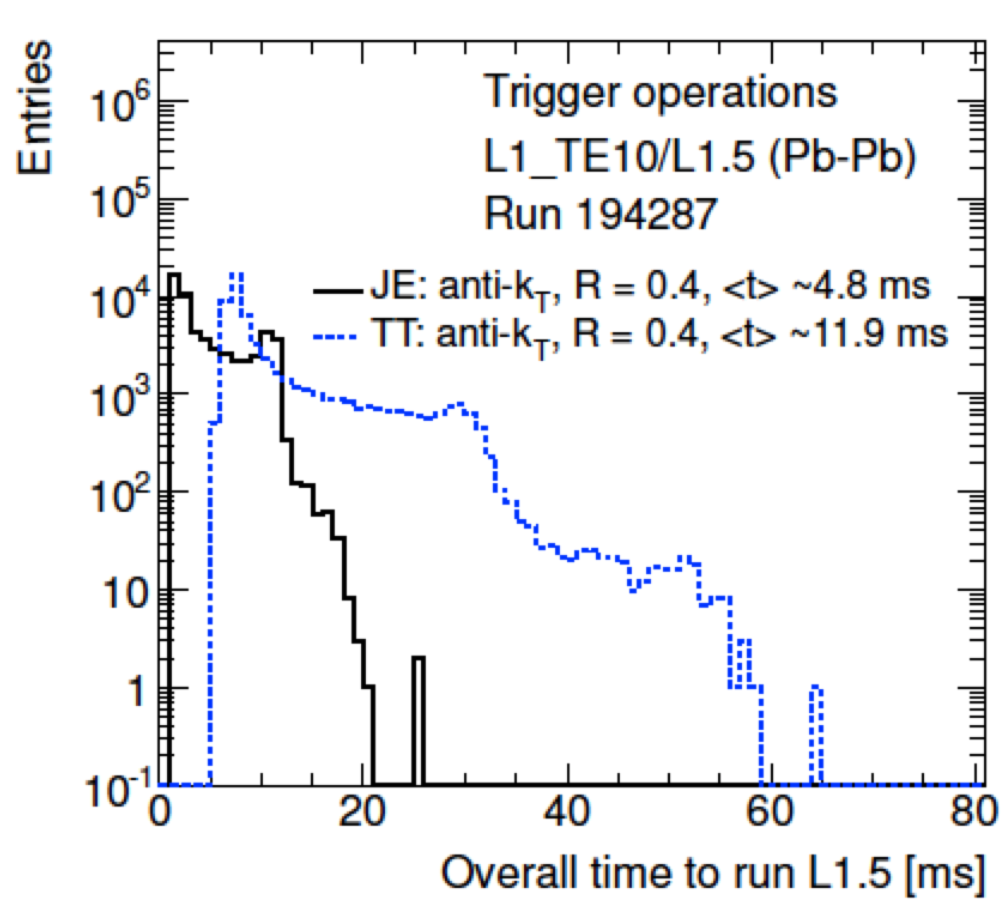 Entries
10^6
10^5
10^4
10^3
10^2
10
1
10^-1
Trigger operations
L1_TE10/L1.5 (Pb-Pb)
Run 194287
JE: anti-k_T, R = 0.4, <t> ~4.8 ms
TT: anti-k_T, R = 0.4, <t> ~11.9 ms
0 20 40 60 80
Overall time to run L1.5 [ms]